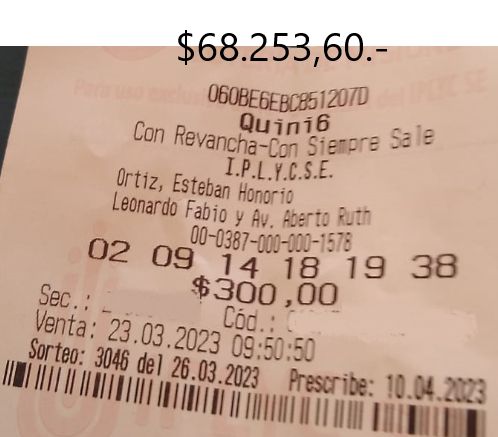 $68.253,60.-
060BE6EBC851207D
Quini6
Con Revancha-Con Siempre Sale
I.P.L.Y.C.S.E.
Ortiz, Esteban Honorio
Leonardo Fabio y Av. Aberto Ruth
00-0387-000-000-1578
02 09 14 18 19 38
$300,00
Sec.: Cód.:
Venta: 23.03.2023 09:50:50
Sorteo: 3046 del 26.03.2023 Prescribe: 10.04.2023